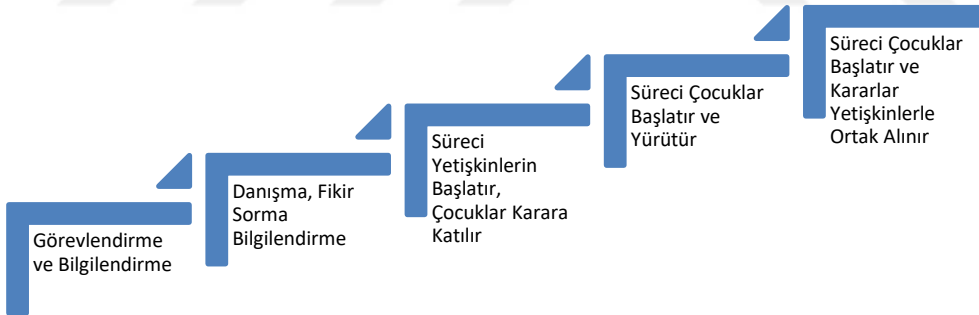 Görevlendirme
ve Bilgilendirme
Danışma, Fikir
Sorma
Bilgilendirme
Süreci
Yetişkinlerin
Başlatır,
Çocuklar Karara
Katılır
Süreci Çocuklar
Başlatır ve
Yürütür
Süreci Çocuklar
Başlatır ve
Kararlar
Yetişkinlerle
Ortak Alınır